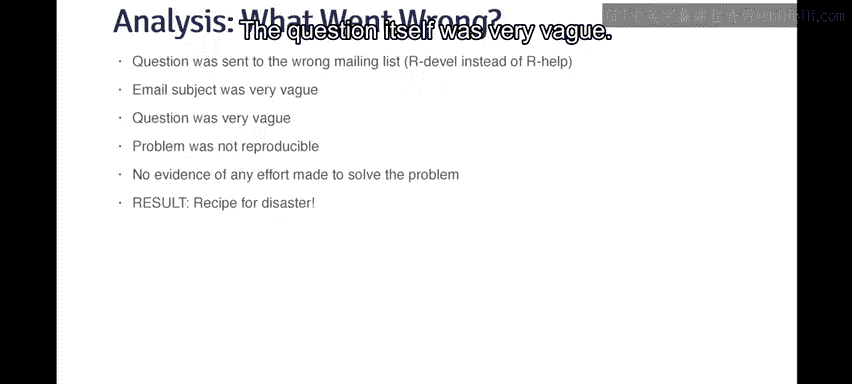 Analysis: What Went Wrong?
The question itself was very vague.
· Question was sent to the wrong mailing list (R-devel instead of R-help)
· Email subject was very vague
· Question was very vague
· Problem was not reproducible
· No evidence of any effort made to solve the problem
· RESULT: Recipe for disaster!